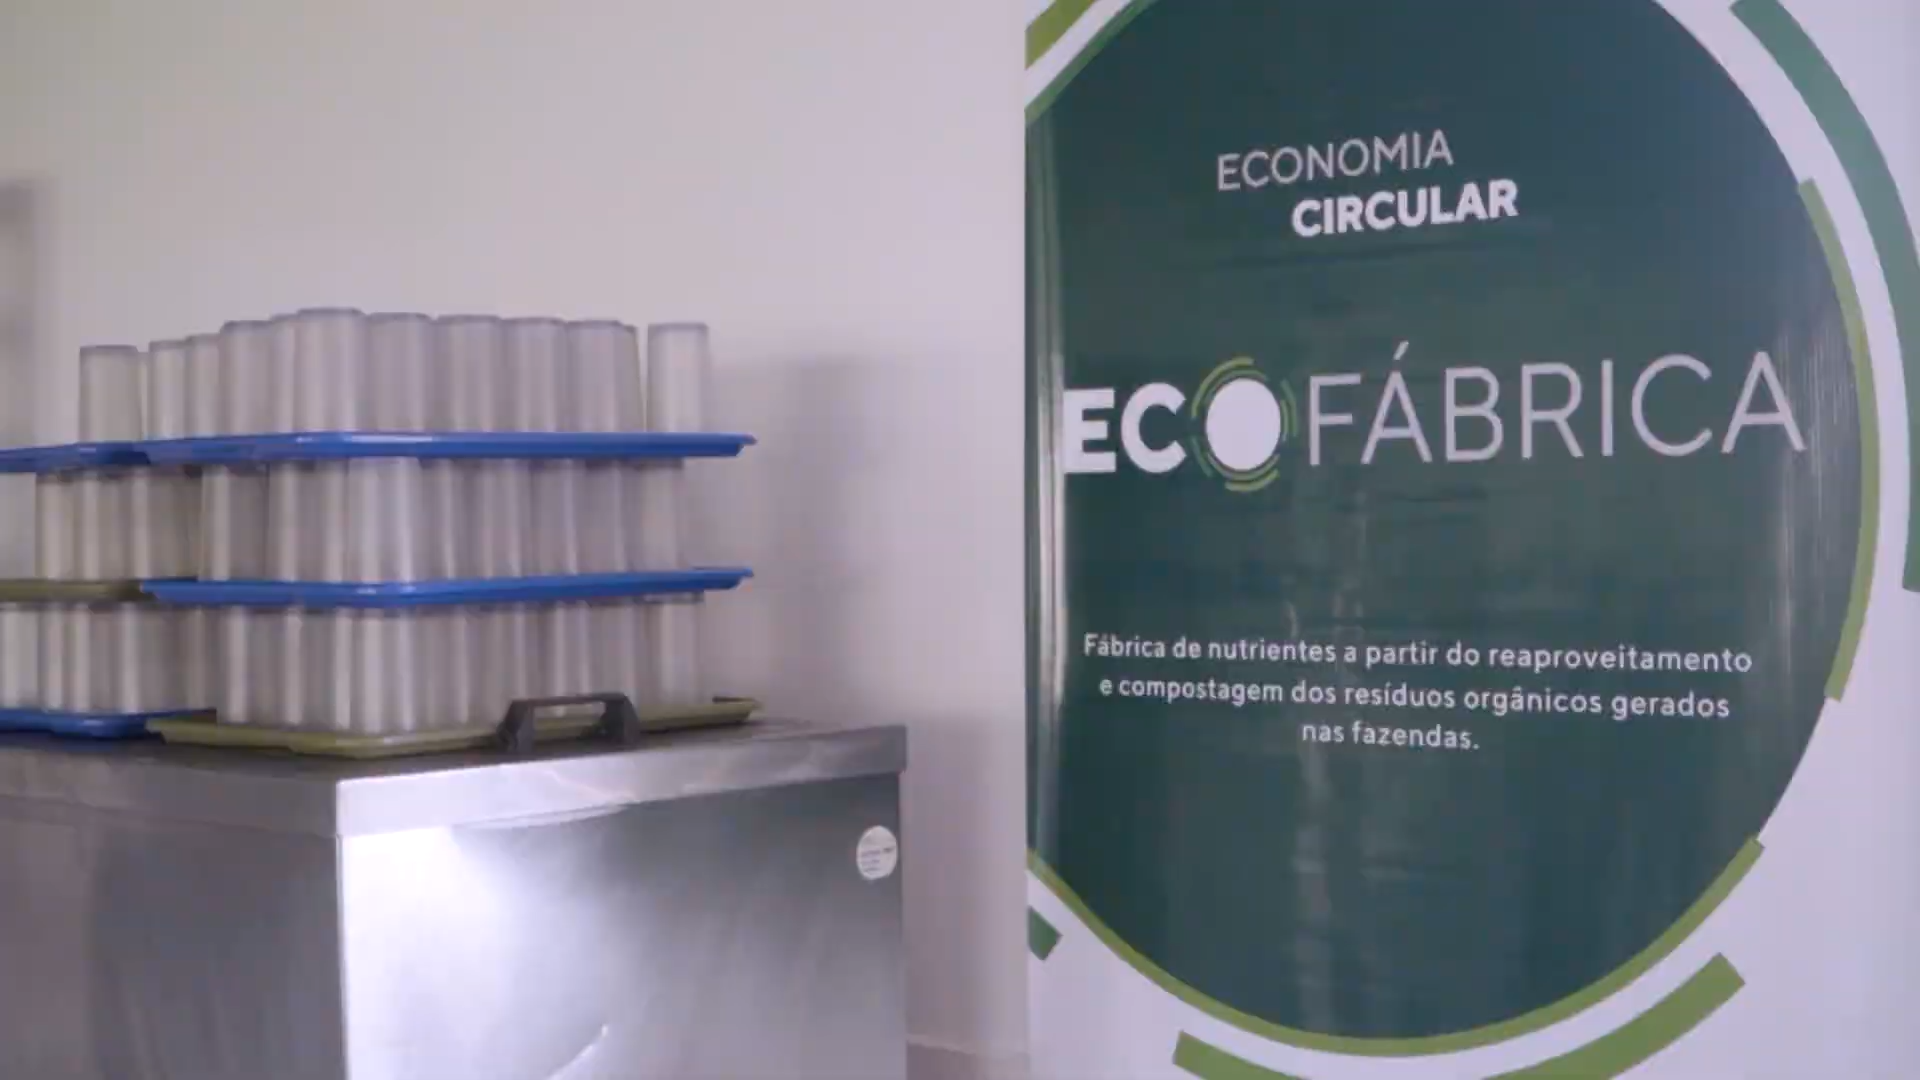 ECONOMIA
CIRCULAR
ECOFÁBRICA
Fábrica de nutrientes a partir do reaproveitamento
e compostagem dos resíduos orgânicos gerados
nas fazendas.